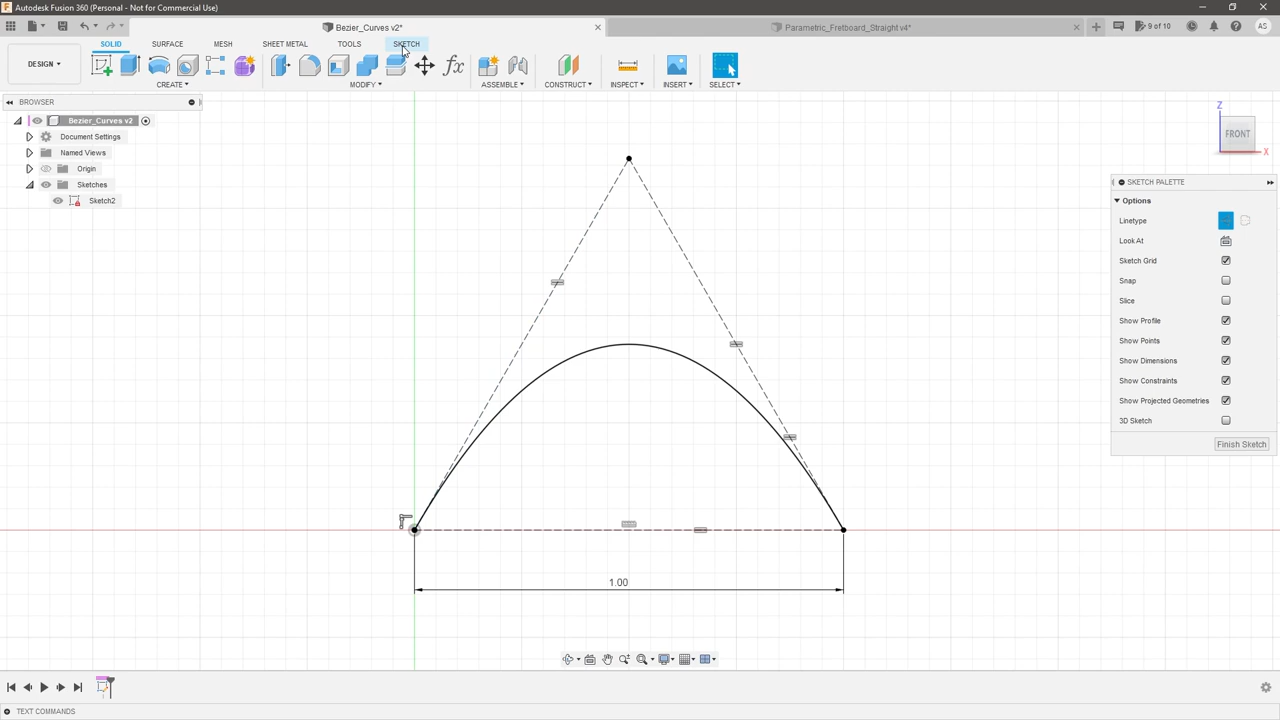 Autodesk Fusion 360 (Personal - Not for Commercial Use)
Bezier_Curves v2*
Parametric_Fretboard_Straight v4*
9 of 10
AS
DESIGN
SOLID
SURFACE
MESH
SHEET METAL
TOOLS
SKETCH
CREATE
MODIFY
ASSEMBLE
CONSTRUCT
INSPECT
INSERT
SELECT
BROWSER
Bezier_Curves v2
Document Settings
Named Views
Origin
Sketches
Sketch2
Z
FRONT
X
SKETCH PALETTE
Options
Linetype
Look At
Sketch Grid
Snap
Slice
Show Profile
Show Points
Show Dimensions
Show Constraints
Show Projected Geometries
3D Sketch
Finish Sketch
1.00
TEXT COMMANDS